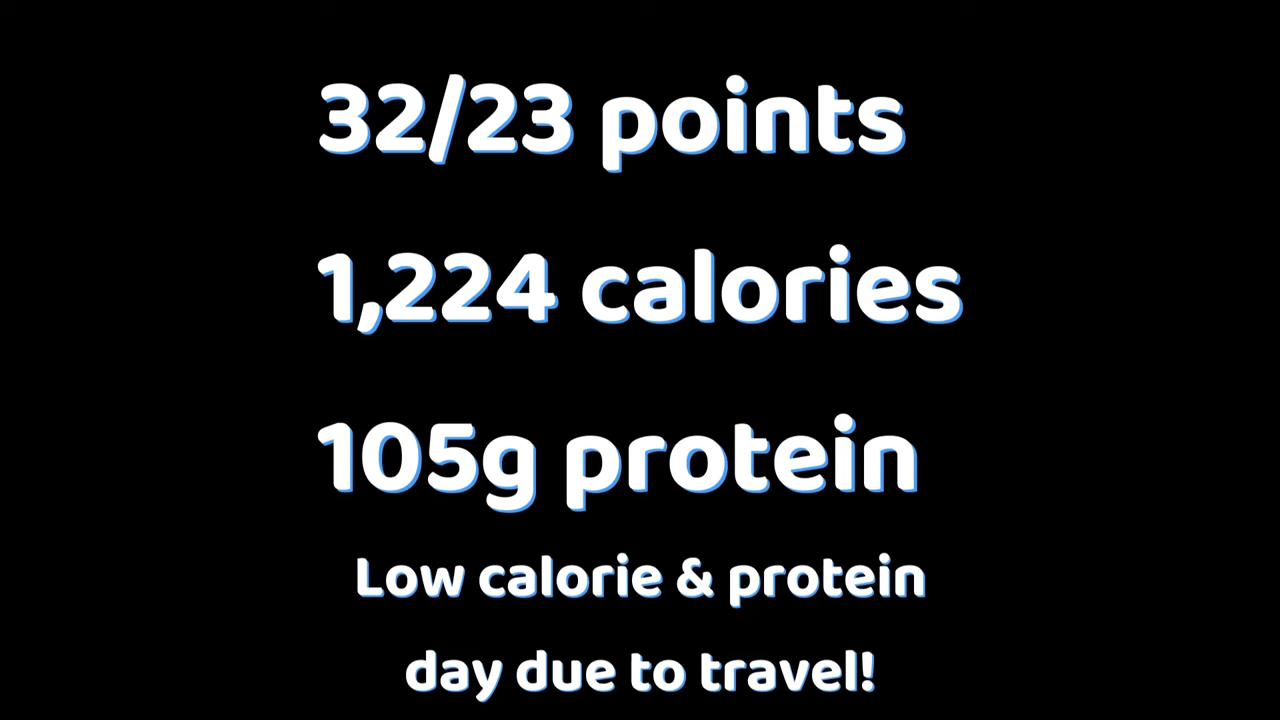 32/23 points
1,224 calories
105g protein
Low calorie & protein
day due to travel!